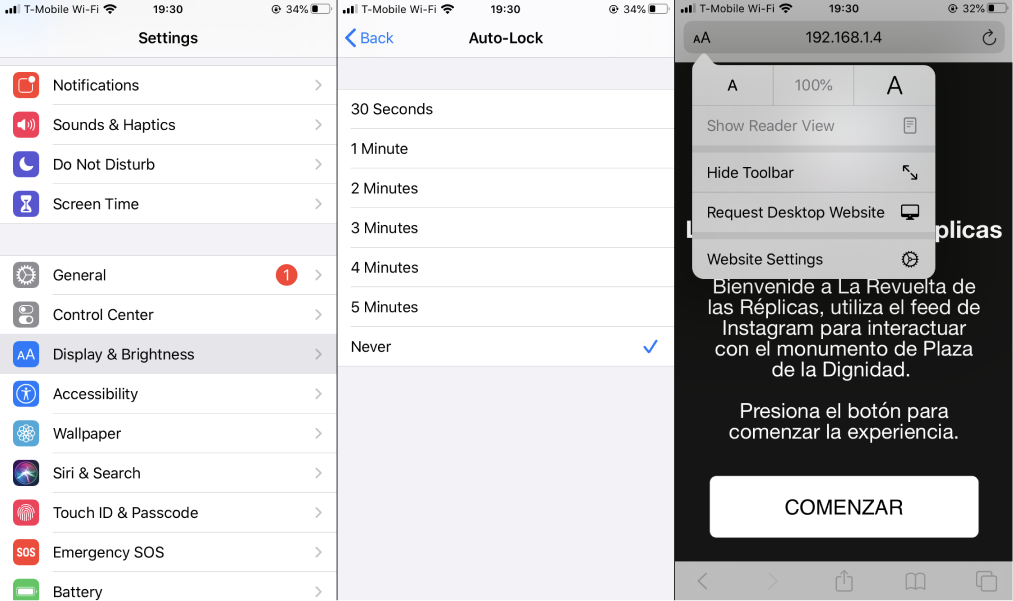 T-Mobile Wi-Fi 19:30 34%
Settings
Notifications
Sounds & Haptics
Do Not Disturb
Screen Time
General 1
Control Center
AA Display & Brightness
Accessibility
Wallpaper
Siri & Search
Touch ID & Passcode
SOS Emergency SOS
Battery
T-Mobile Wi-Fi 19:30 34%
Back Auto-Lock
30 Seconds
1 Minute
2 Minutes
3 Minutes
4 Minutes
5 Minutes
Never
T-Mobile Wi-Fi 19:30 32%
AA 192.168.1.4
A 100% A
Show Reader View
Hide Toolbar
Request Desktop Website
Website Settings
Bienvenide a La Revuelta de
las Réplicas, utiliza el feed de
Instagram para interactuar
con el monumento de Plaza
de la Dignidad.
Presiona el botón para
comenzar la experiencia.
COMENZAR